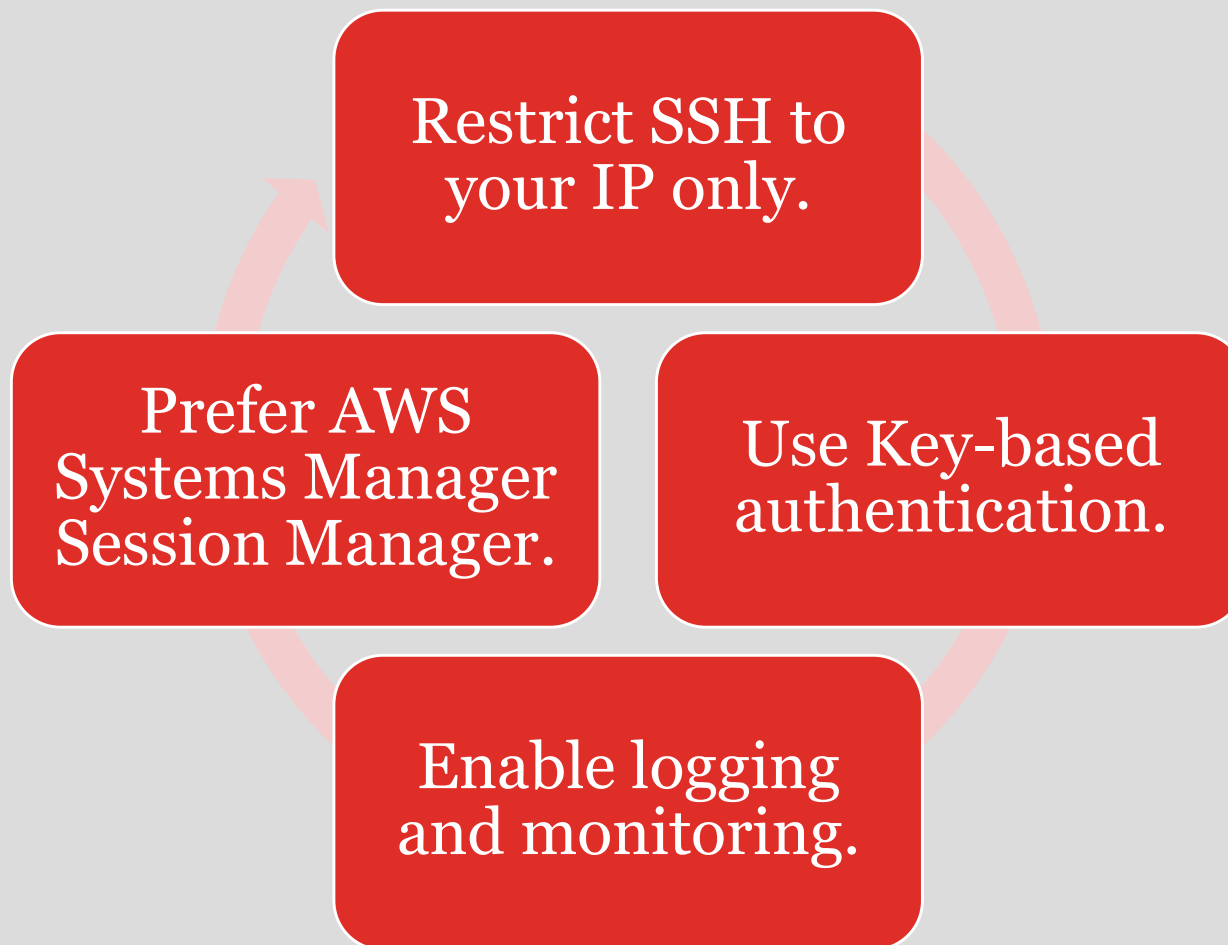 Restrict SSH to
your IP only.
Prefer AWS
Systems Manager
Session Manager.
Use Key-based
authentication.
Enable logging
and monitoring.